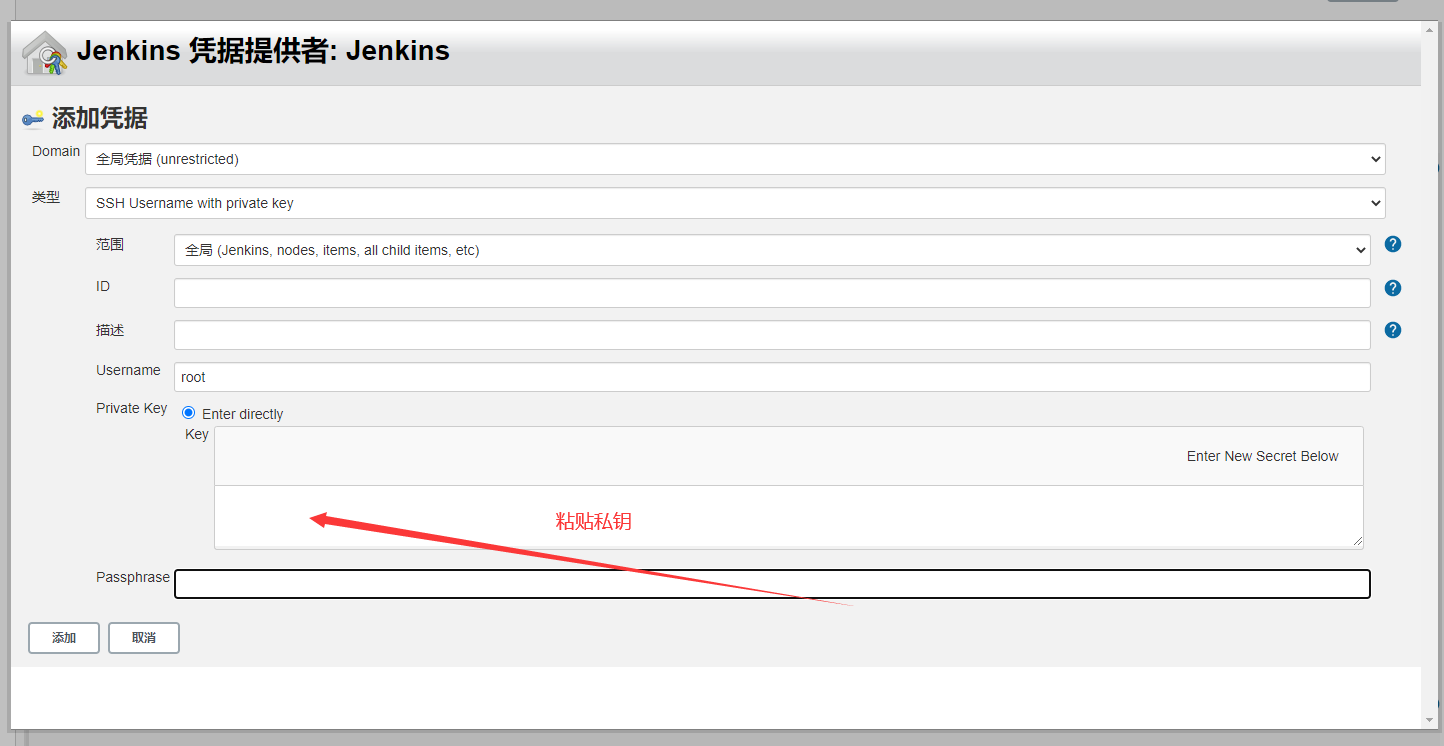 Jenkins 凭据提供者: Jenkins
添加凭据
Domain 全局凭据 (unrestricted)
类型 SSH Username with private key
范围 全局 (Jenkins, nodes, items, all child items, etc)
ID
描述
Username root
Private Key Enter directly
Key
Enter New Secret Below
粘贴私钥
Passphrase
添加 取消